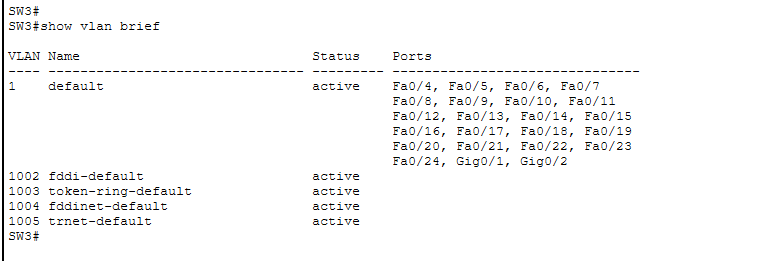 SW3#
SW3#show vlan brief
VLAN Name                             Status    Ports
---- -------------------------------- --------- -------------------------------
1    default                          active    Fa0/4, Fa0/5, Fa0/6, Fa0/7
                                                Fa0/8, Fa0/9, Fa0/10, Fa0/11
                                                Fa0/12, Fa0/13, Fa0/14, Fa0/15
                                                Fa0/16, Fa0/17, Fa0/18, Fa0/19
                                                Fa0/20, Fa0/21, Fa0/22, Fa0/23
                                                Fa0/24, Gig0/1, Gig0/2
1002 fddi-default                     active
1003 token-ring-default               active
1004 fddinet-default                  active
1005 trnet-default                    active
SW3#